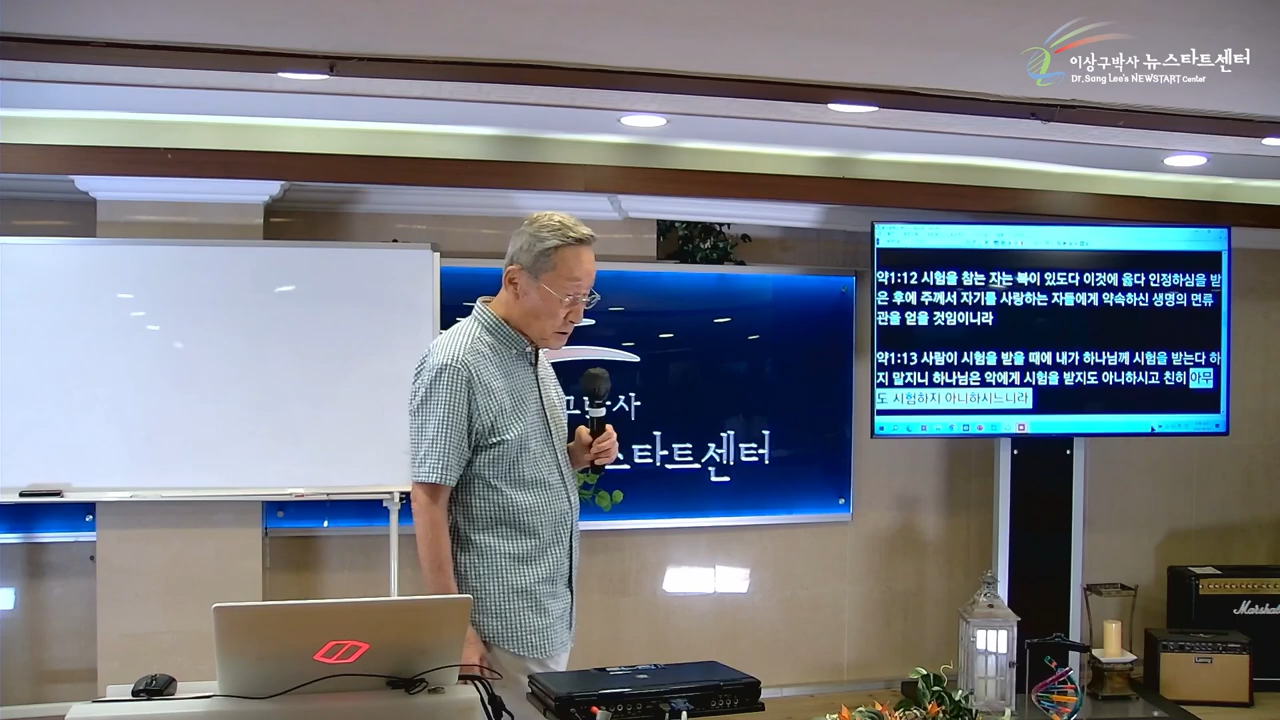 이상구박사 뉴스타트센터
Dr. Sang Lee's NEWSTART Center
약1:12 시험을 참는 자는 복이 있도다 이것에 옳다 인정하심을 받
은 후에 주께서 자기를 사랑하는 자들에게 약속하신 생명의 면류
관을 얻을 것임이니라
약1:13 사람이 시험을 받을 때에 내가 하나님께 시험을 받는다 하
지 말지니 하나님은 악에게 시험을 받지도 아니하시고 친히 아무
도 시험하지 아니하시느니라
구박사
스타트센터
Marshall
Laney